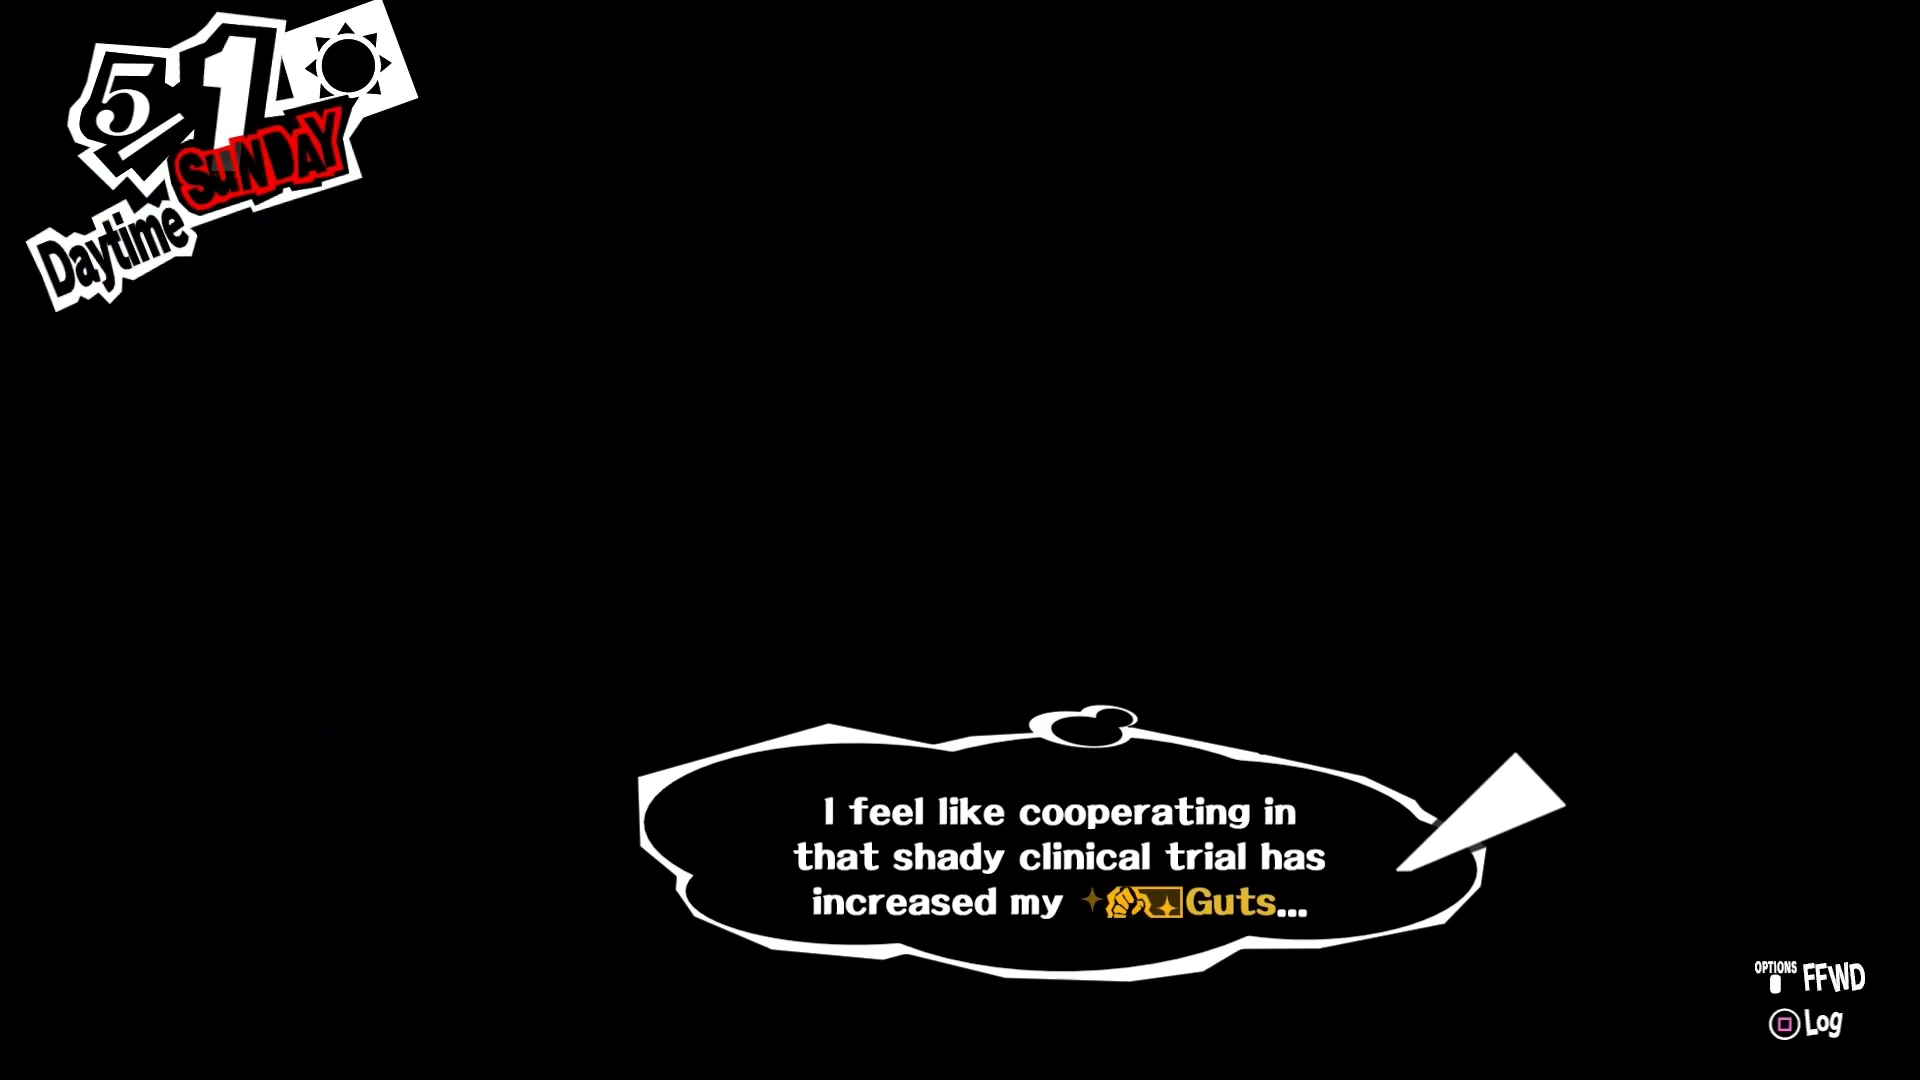 5/1
SuNDAY
Daytime
I feel like cooperating in
that shady clinical trial has
increased my Guts...
OPTIONS FFWD
Log